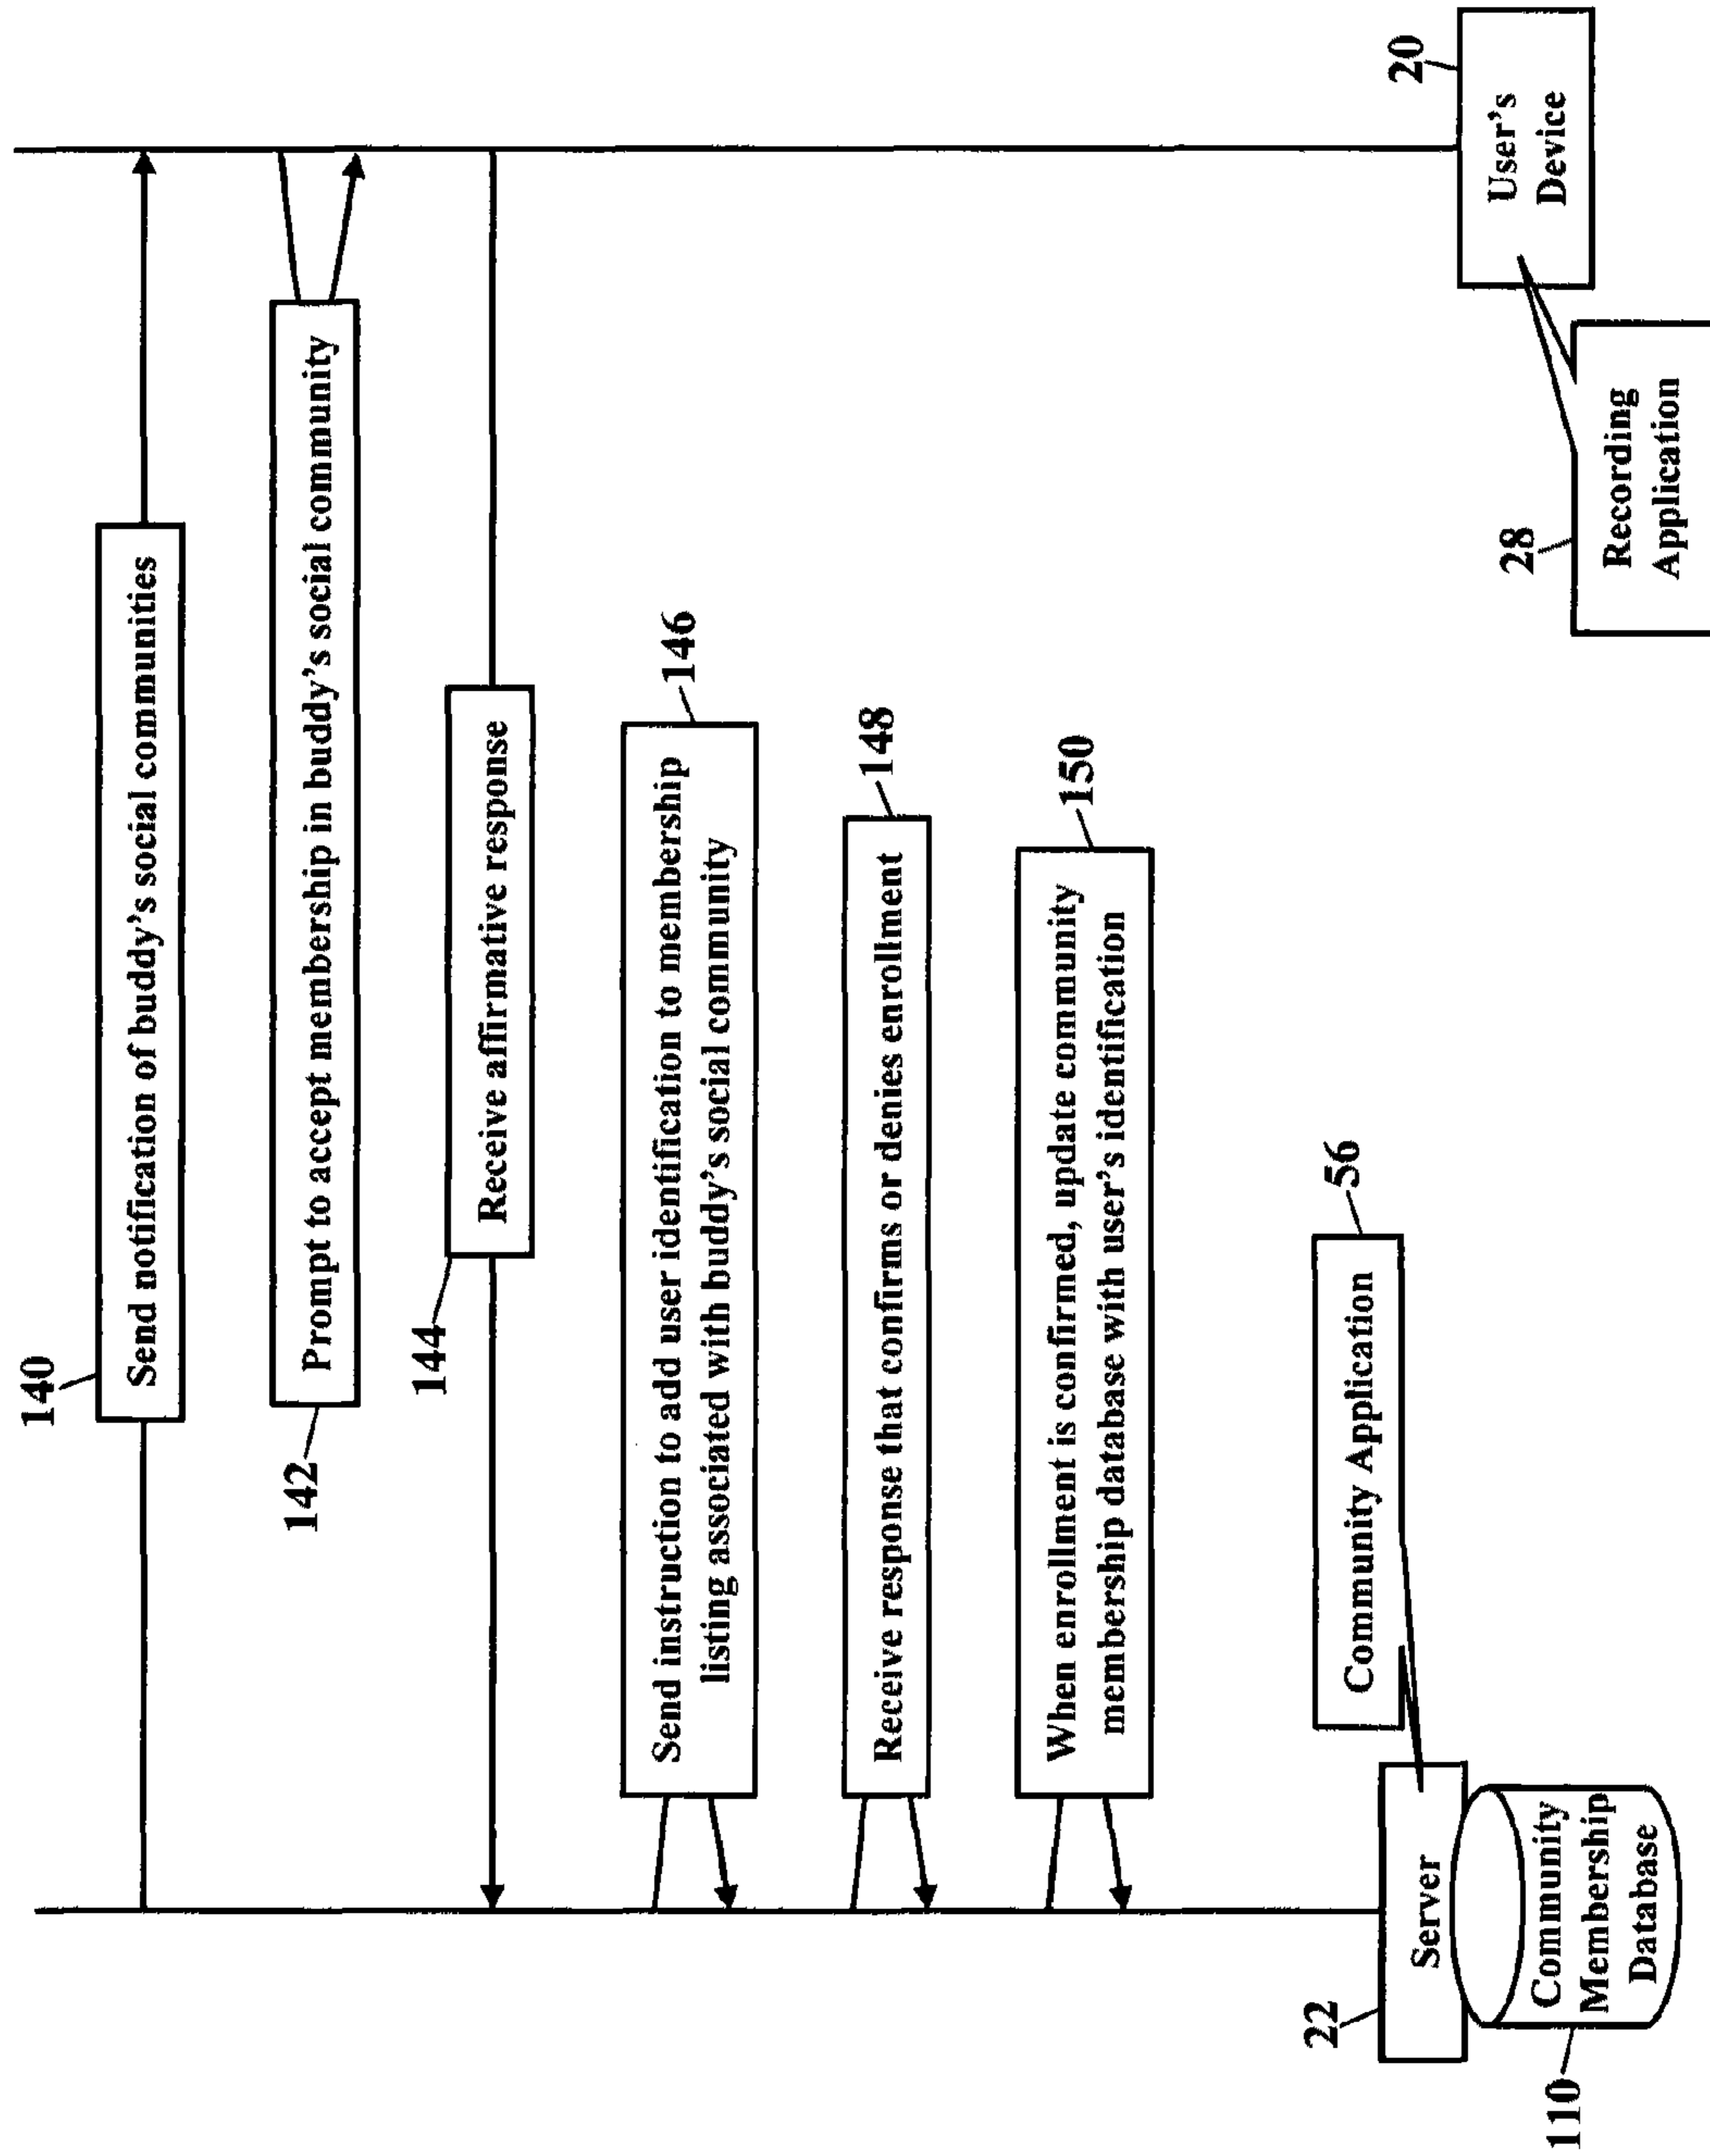 140
Send notification of buddy's social communities
142
Prompt to accept membership in buddy's social community
144
Receive affirmative response
146
Send instruction to add user identification to membership
listing associated with buddy's social community
148
Receive response that confirms or denies enrollment
150
When enrollment is confirmed, update community
membership database with user's identification
56
Community Application
22
Server
110
Community
Membership
Database
20
User's
Device
28
Recording
Application